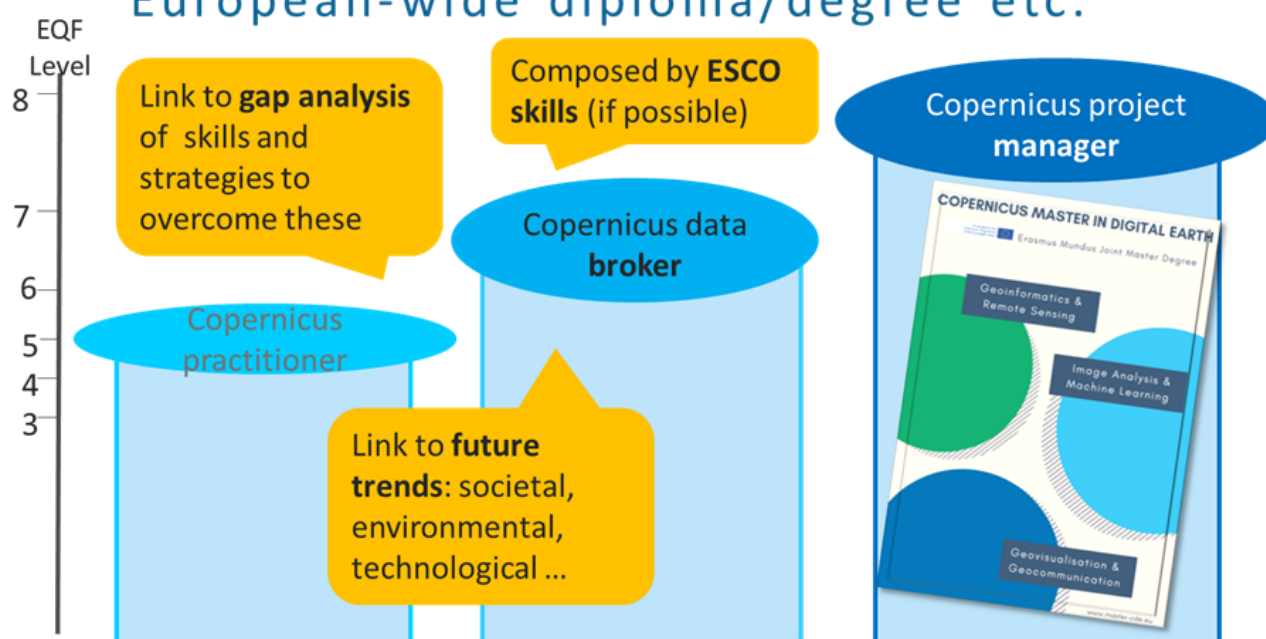 European-wide diploma/degree etc.
EQF
Level
8
7
6
5
4
3
Link to gap analysis
of skills and
strategies to
overcome these
Composed by ESCO
skills (if possible)
Copernicus project
manager
Copernicus data
broker
Copernicus
practitioner
Link to future
trends: societal,
environmental,
technological ...
COPERNICUS MASTER IN DIGITAL EARTH
Erasmus Mundus Joint Master Degree
Geoinformatics &
Remote Sensing
Image Analysis &
Machine Learning
Geovisualisation &
Geocommunication
www.master-cde.eu